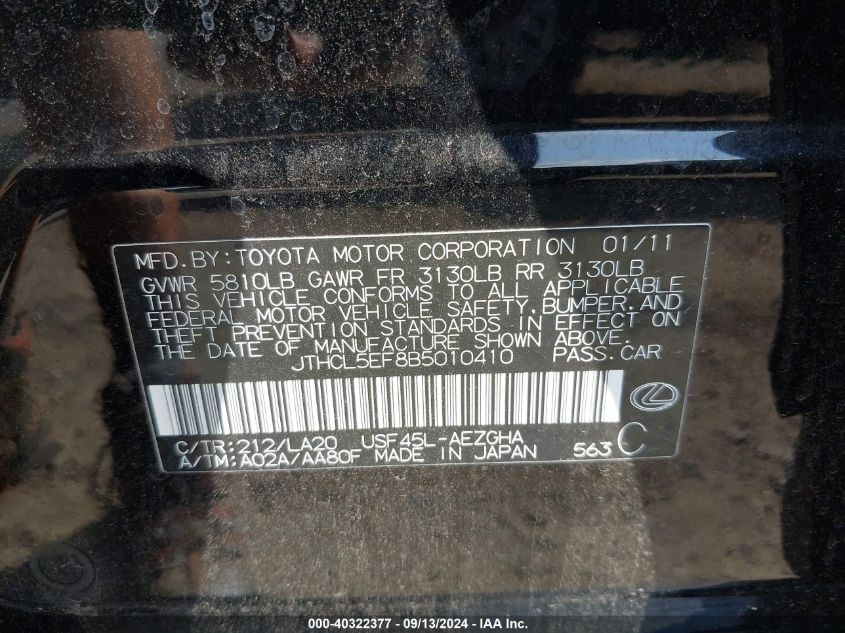 MFD. BY: TOYOTA MOTOR CORPORATION 01/11
GVWR 5810LB GAWR FR 3130LB RR 3130LB
THIS VEHICLE CONFORMS TO ALL APPLICABLE
FEDERAL MOTOR VEHICLE SAFETY, BUMPER, AND
THEFT PREVENTION STANDARDS IN EFFECT ON
THE DATE OF MANUFACTURE SHOWN ABOVE.
JTHCL5EF8B5010410 PASS. CAR
C/TR: 212/LA20 USF45L-AEZGHA
A/TM: A02A/AA80F MADE IN JAPAN 563 C
000-40322377 - 09/13/2024 - IAA Inc.